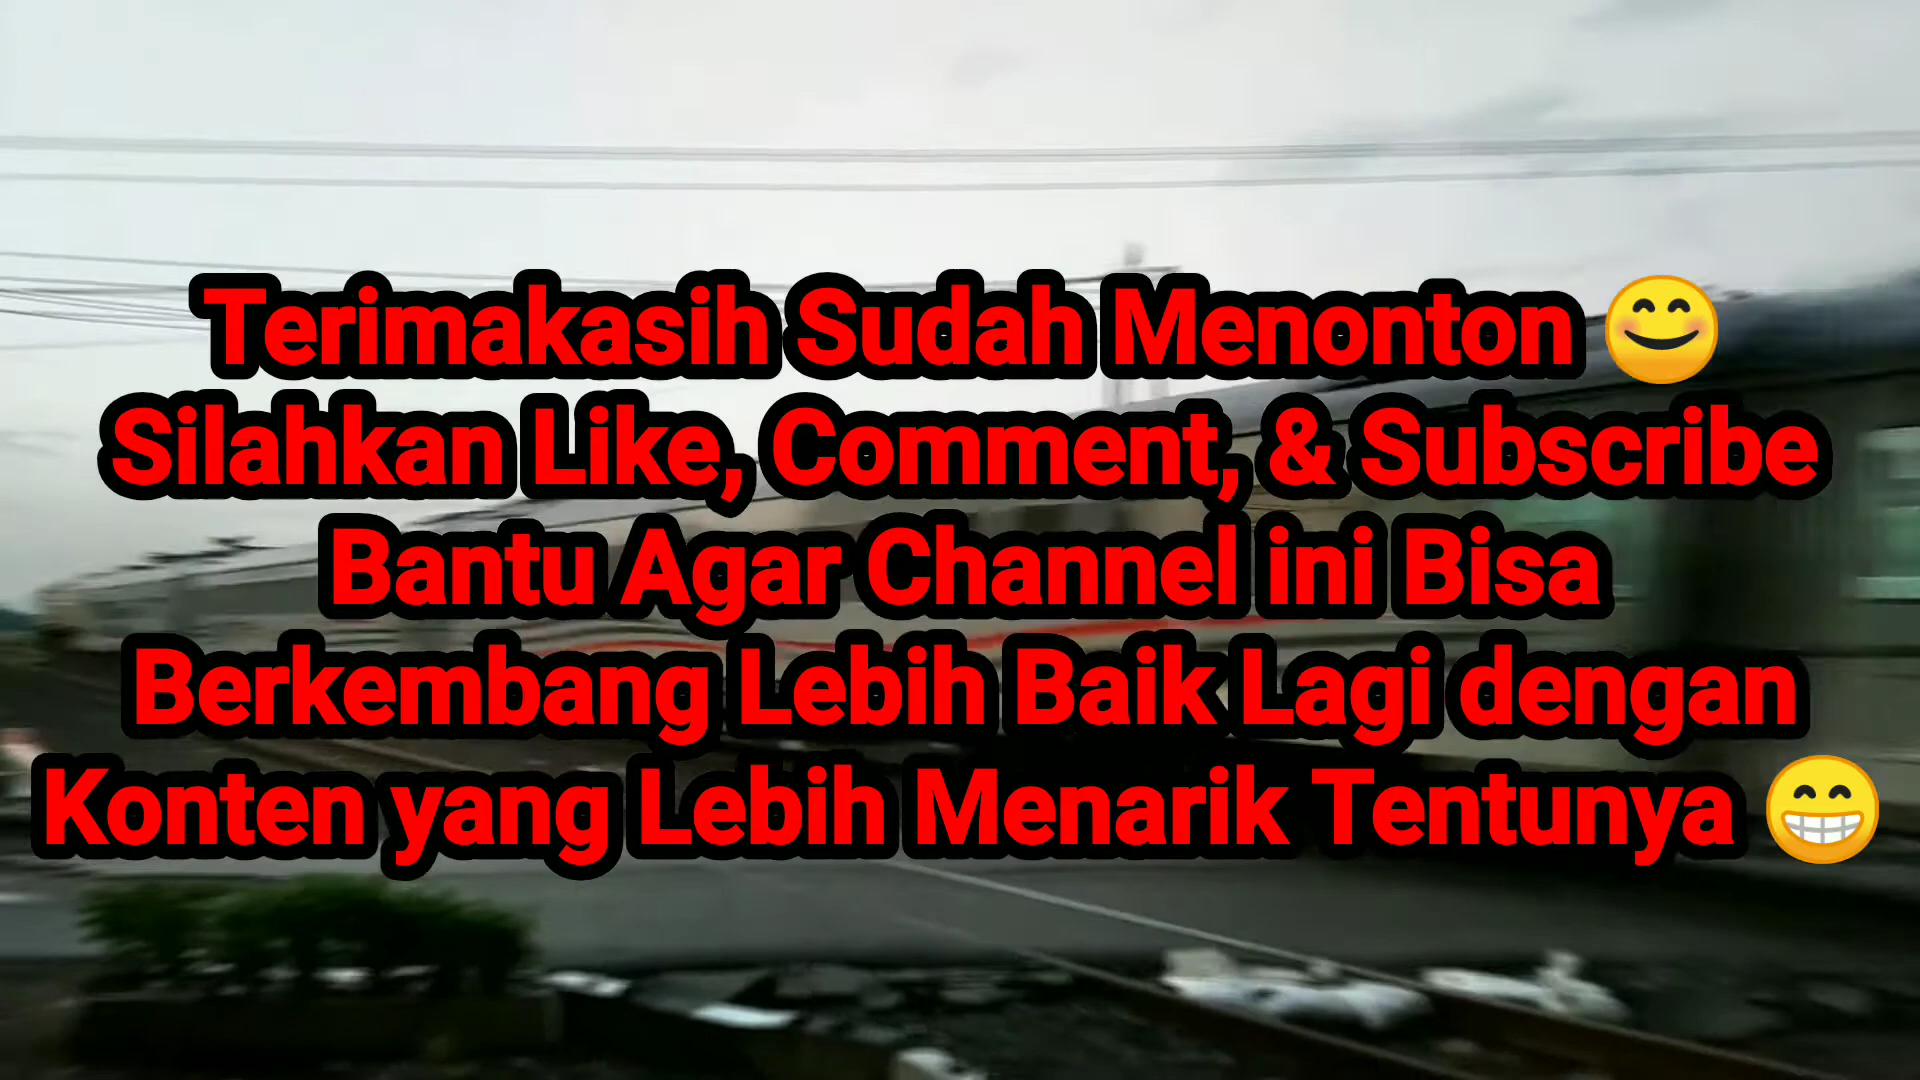 Terimakasih Sudah Menonton 😊
Silahkan Like, Comment, & Subscribe
Bantu Agar Channel ini Bisa
Berkembang Lebih Baik Lagi dengan
Konten yang Lebih Menarik Tentunya 😁